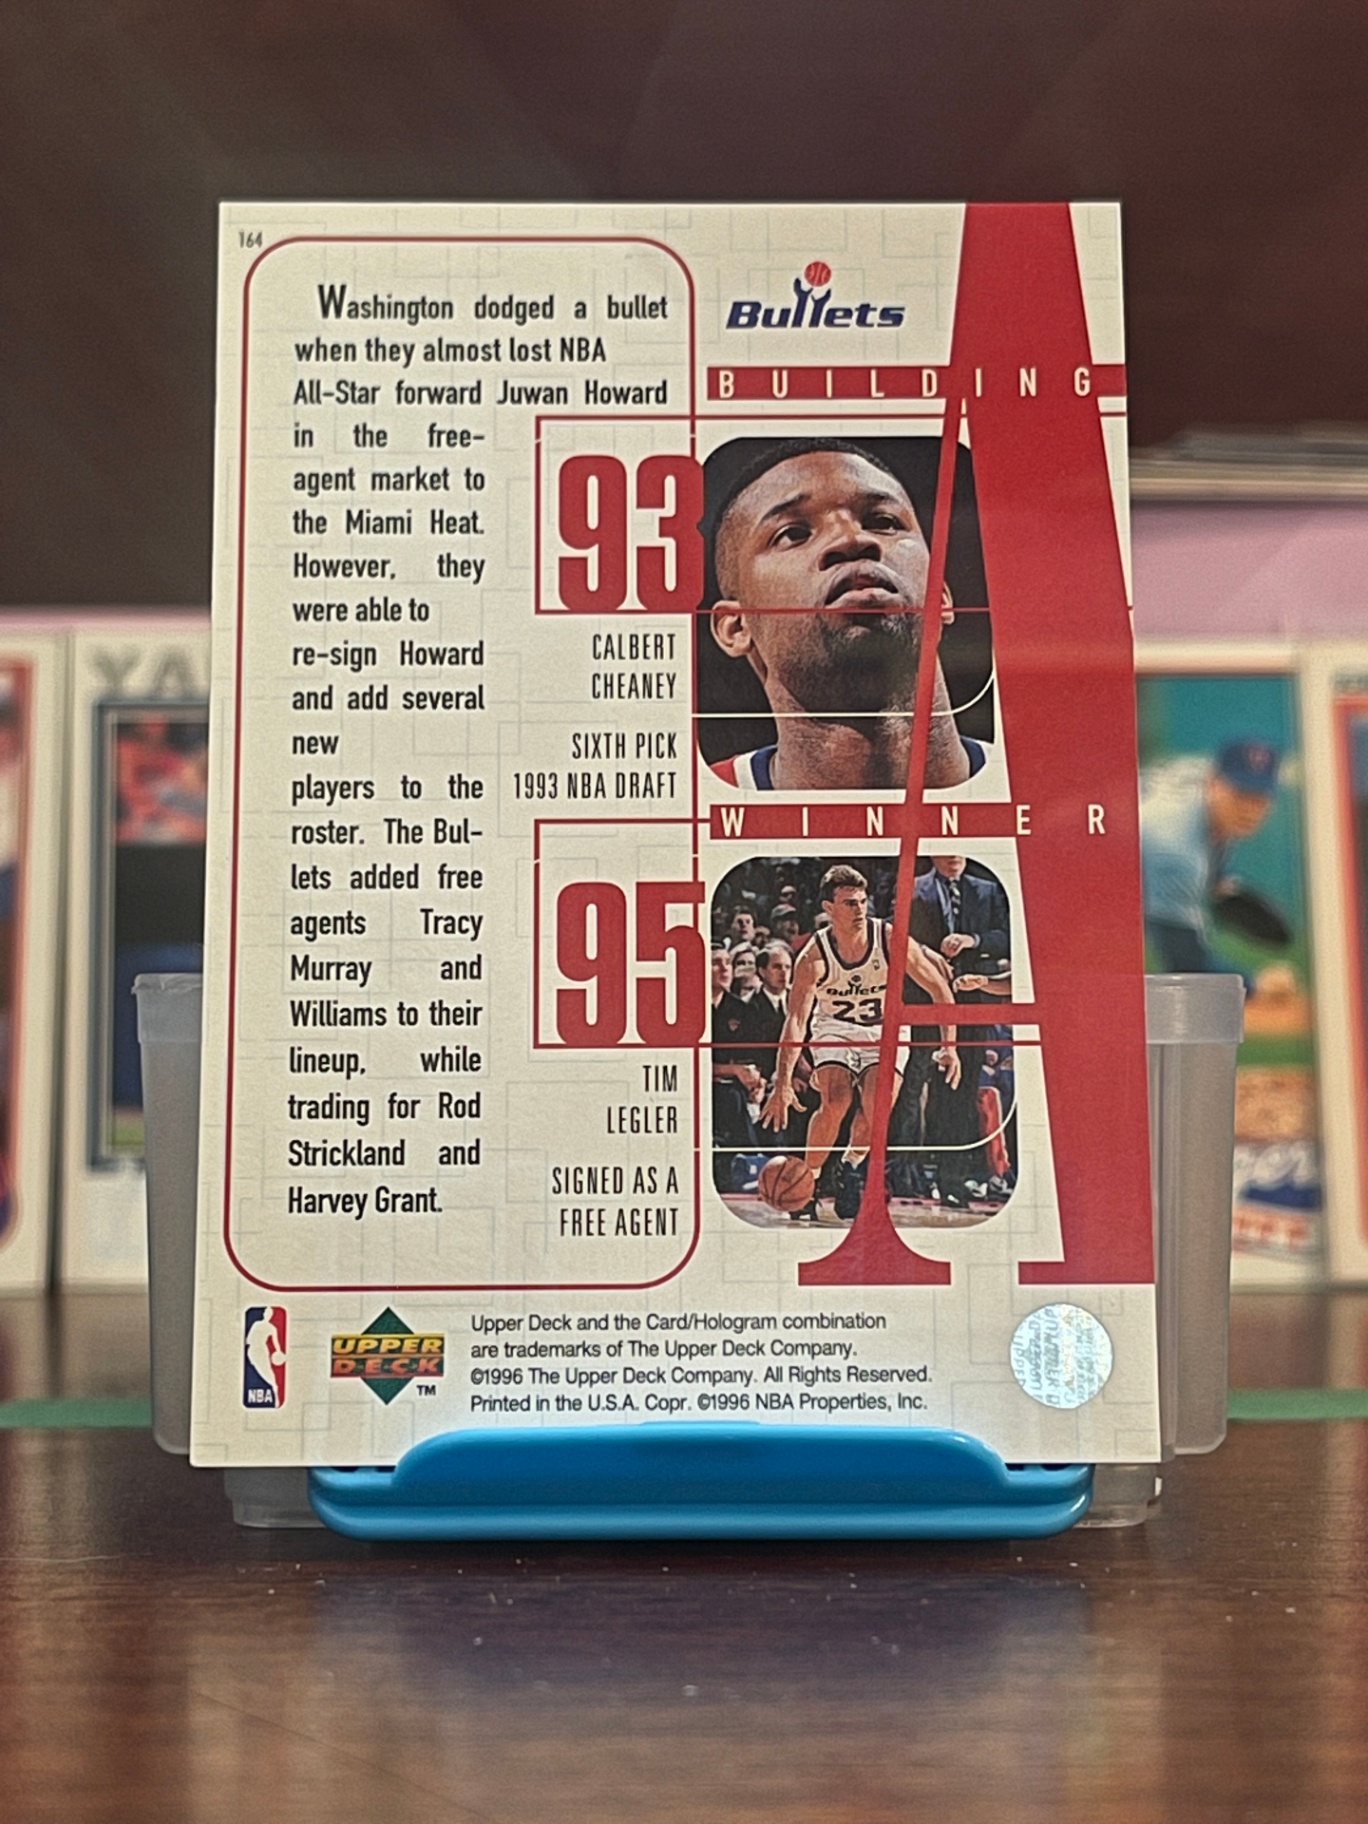 164
Washington dodged a bullet
when they almost lost NBA
All-Star forward Juwan Howard
in the free-
agent market to
the Miami Heat.
However, they
were able to
re-sign Howard
and add several
new
players to the
roster. The Bul-
lets added free
agents Tracy
Murray and
Williams to their
lineup, while
trading for Rod
Strickland and
Harvey Grant.
Bullets
BUILDING
A
93
CALBERT
CHEANEY
SIXTH PICK
1993 NBA DRAFT
WINNER
95
Bullets
23
TIM
LEGLER
SIGNED AS A
FREE AGENT
NBA
UPPER
DECK
TM
Upper Deck and the Card/Hologram combination
are trademarks of The Upper Deck Company.
©1996 The Upper Deck Company. All Rights Reserved.
Printed in the U.S.A. Copr. ©1996 NBA Properties, Inc.
YA